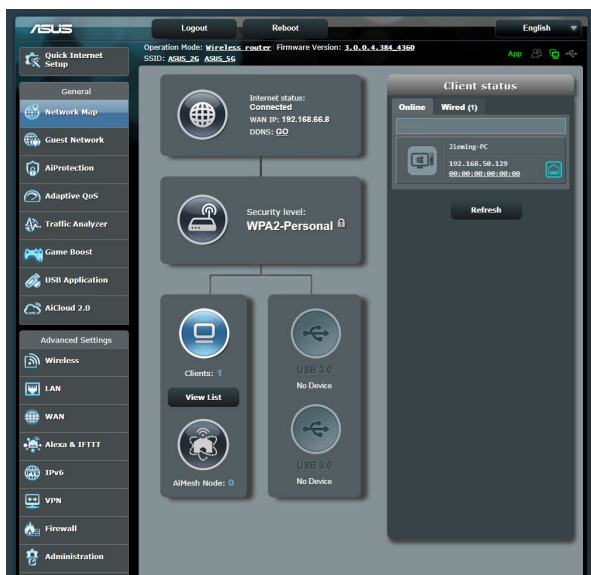 ASUS
Logout
Reboot
English
Operation Mode: Wireless router Firmware Version: 3.0.0.4.384_4360
SSID: ASUS_2G ASUS_5G
App
Quick Internet
Setup
General
Network Map
Guest Network
AiProtection
Adaptive QoS
Traffic Analyzer
Game Boost
USB Application
AiCloud 2.0
Advanced Settings
Wireless
LAN
WAN
Alexa & IFTTT
IPv6
VPN
Firewall
Administration
Internet status:
Connected
WAN IP: 192.168.66.8
DDNS: GO
Security level:
WPA2-Personal
Clients: 1
View List
AiMesh Node: 0
USB 3.0
No Device
USB 3.0
No Device
Client status
Online Wired (1)
Jieming-PC
192.168.50.129
00:00:00:00:00:00
Refresh